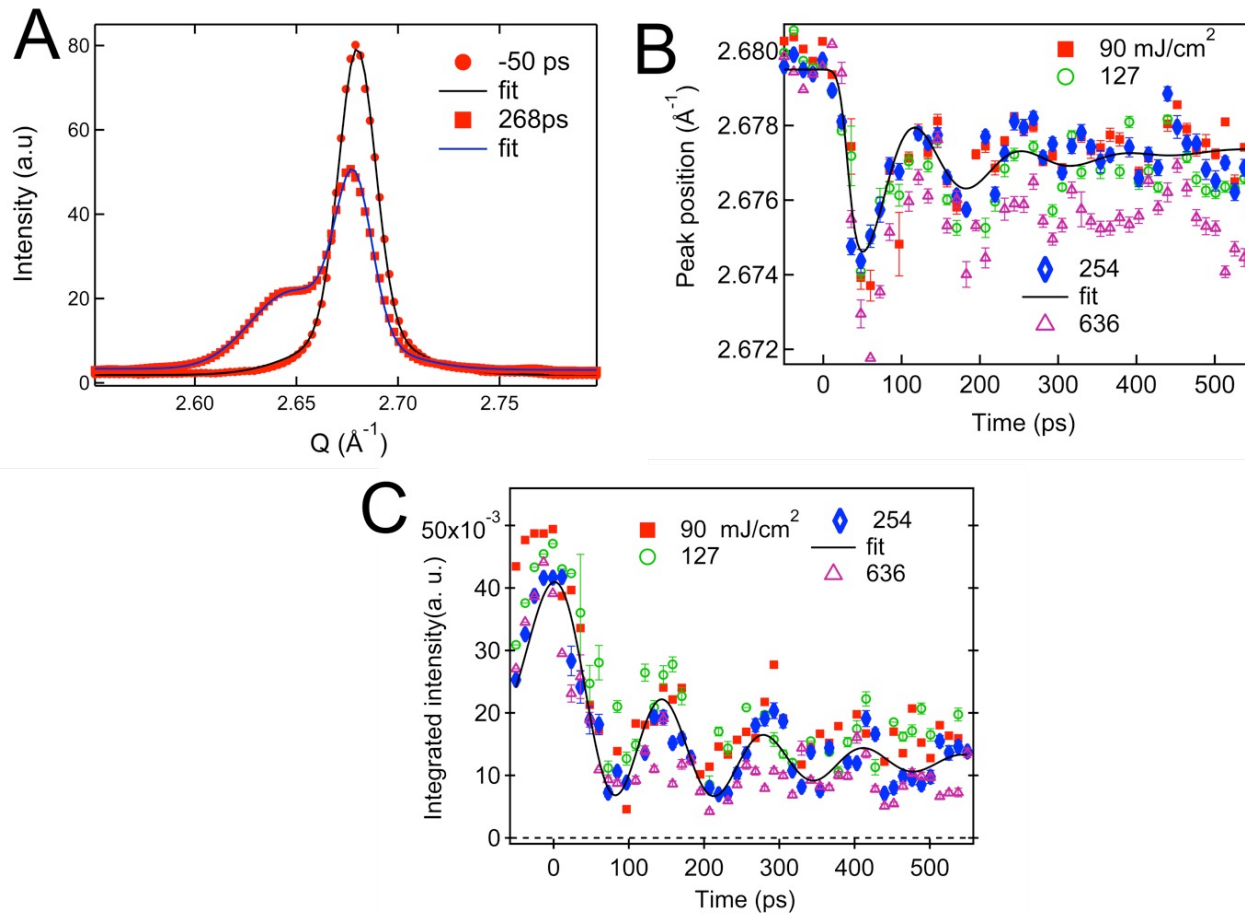 A
80
60
40
20
0
Intensity (a.u)
-50 ps
fit
268ps
fit
2.60
2.65
2.70
2.75
Q (Å⁻¹)
B
2.680
2.678
2.676
2.674
2.672
Peak position (Å⁻¹)
90 mJ/cm²
127
254
fit
636
0
100
200
300
400
500
Time (ps)
C
50x10⁻³
40
30
20
10
0
Integrated intensity(a. u.)
90 mJ/cm²
127
254
fit
636
0
100
200
300
400
500
Time (ps)